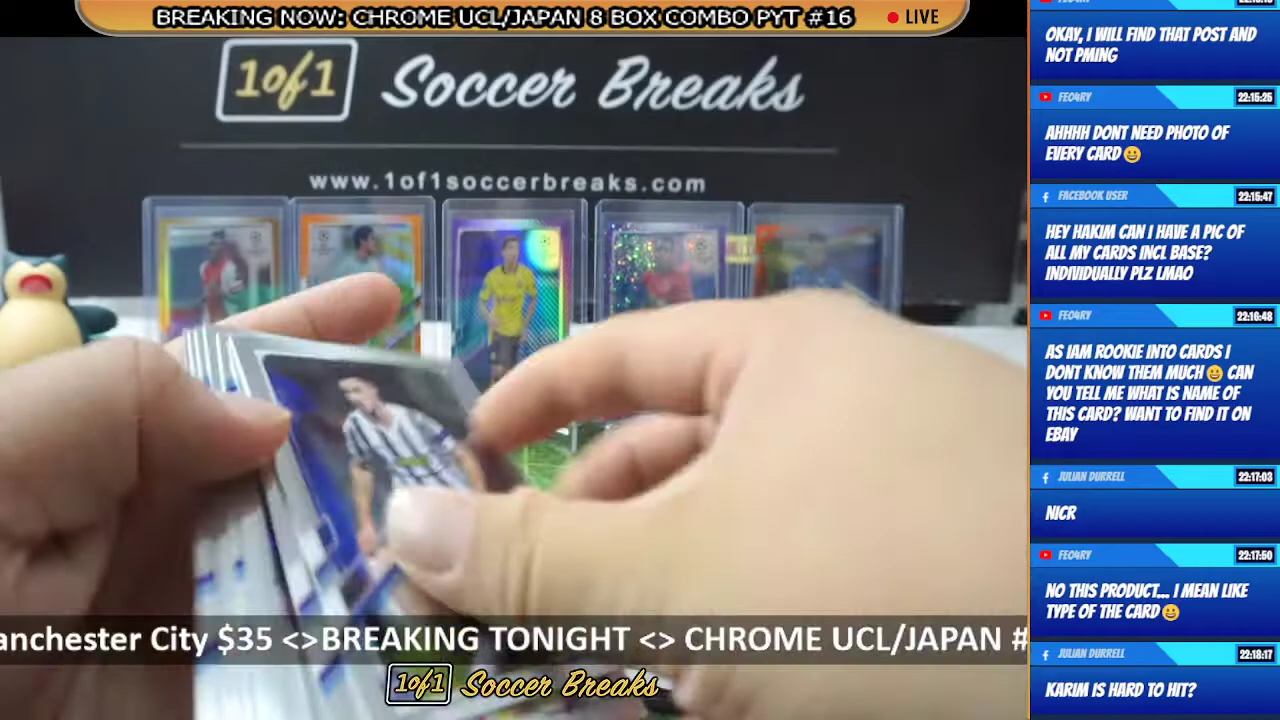 BREAKING NOW: CHROME UCL/JAPAN 8 BOX COMBO PYT #16
LIVE
1of1 Soccer Breaks
www.1of1soccerbreaks.com
OKAY, I WILL FIND THAT POST AND
NOT PMING
FEO4RY 22:15:25
AHHHH DONT NEED PHOTO OF
EVERY CARD😀
FACEBOOK USER 22:15:47
HEY HAKIM CAN I HAVE A PIC OF
ALL MY CARDS INCL BASE?
INDIVIDUALLY PLZ LMAO
FEO4RY 22:16:48
AS IAM ROOKIE INTO CARDS I
DONT KNOW THEM MUCH😀 CAN
YOU TELL ME WHAT IS NAME OF
THIS CARD? WANT TO FIND IT ON
EBAY
JULIAN DURRELL 22:17:03
NICR
FEO4RY 22:17:50
NO THIS PRODUCT... I MEAN LIKE
TYPE OF THE CARD😀
JULIAN DURRELL 22:18:17
KARIM IS HARD TO HIT?
anchester City $35 <>BREAKING TONIGHT <> CHROME UCL/JAPAN #
1of1 Soccer Breaks